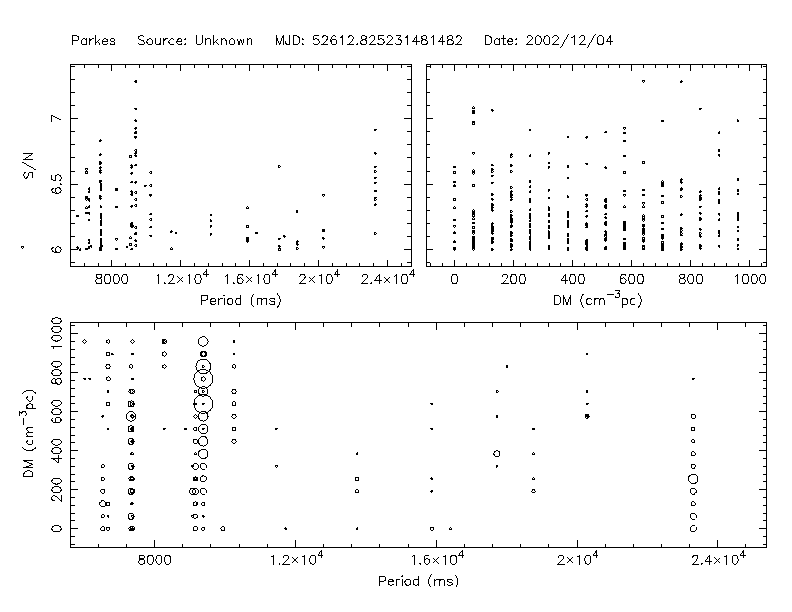 Parkes Source: Unknown MJD: 52612.825231481482 Date: 2002/12/04
S/N
7
6.5
6
8000 1.2×10⁴ 1.6×10⁴ 2×10⁴ 2.4×10⁴
Period (ms)
0 200 400 600 800 1000
DM (cm⁻³pc)
DM (cm⁻³pc)
1000
800
600
400
200
0
8000 1.2×10⁴ 1.6×10⁴ 2×10⁴ 2.4×10⁴
Period (ms)